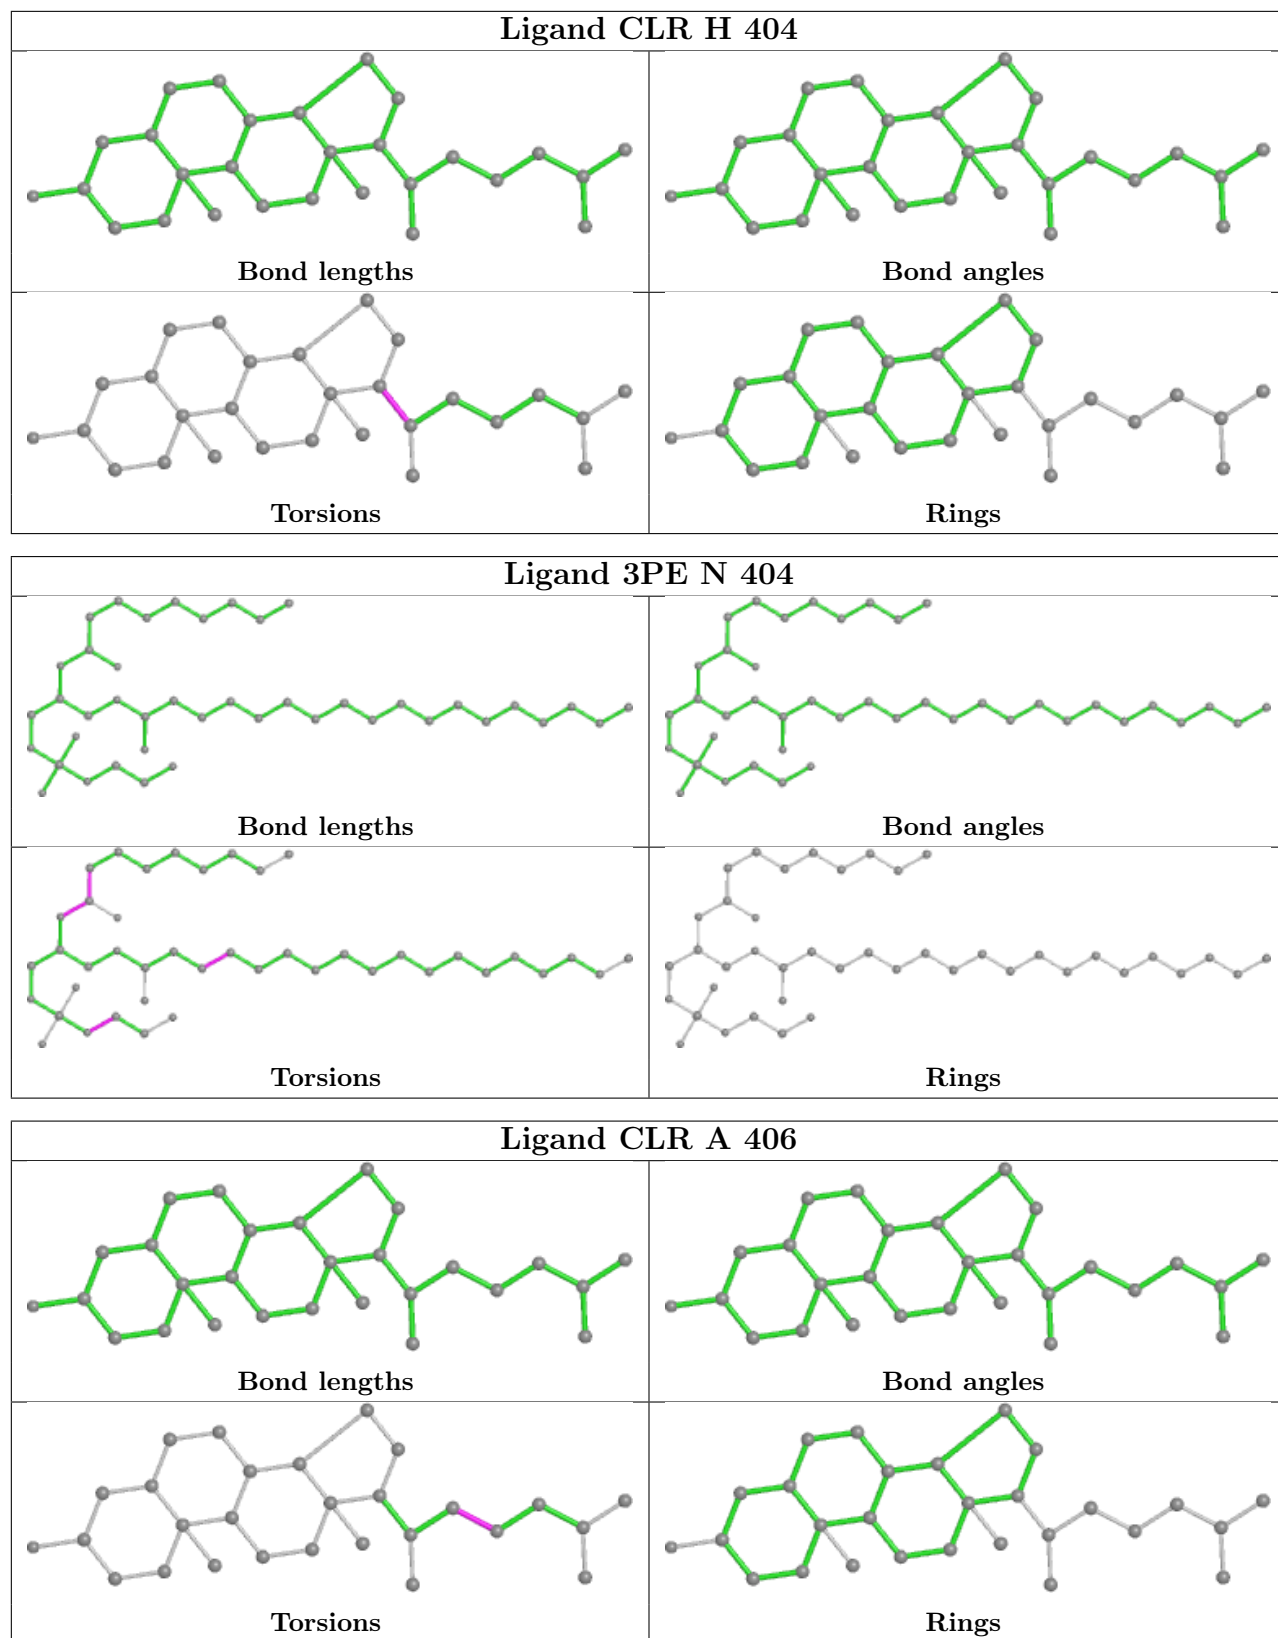 Ligand CLR H 404
Bond lengths
Bond angles
Torsions
Rings
Ligand 3PE N 404
Bond lengths
Bond angles
Torsions
Rings
Ligand CLR A 406
Bond lengths
Bond angles
Torsions
Rings